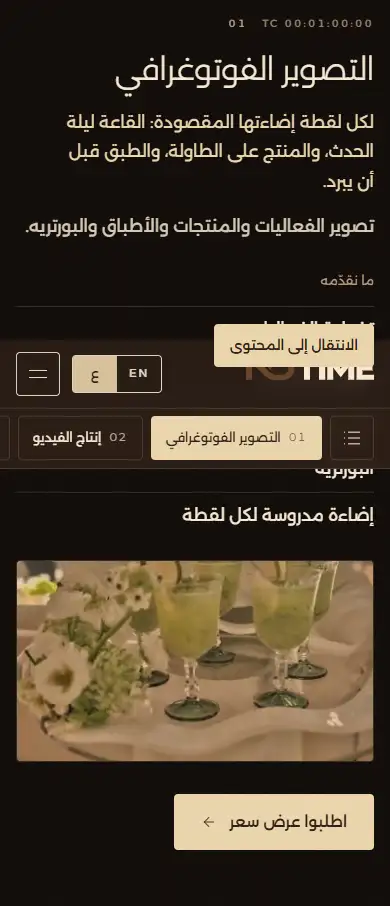 01 TC 00:01:00:00
التصوير الفوتوغرافي
لكل لقطة إضاءتها المقصودة: القاعة ليلة
الحدث، والمنتج على الطاولة، والطبق قبل
أن يبرد.
تصوير الفعاليات والمنتجات والأطباق والبورتريه.
ما نقدّمه
الانتقال إلى المحتوى
TIME
EN
ع
01 التصوير الفوتوغرافي
02 إنتاج الفيديو
البورتريه
إضاءة مدروسة لكل لقطة
اطلبوا عرض سعر ←